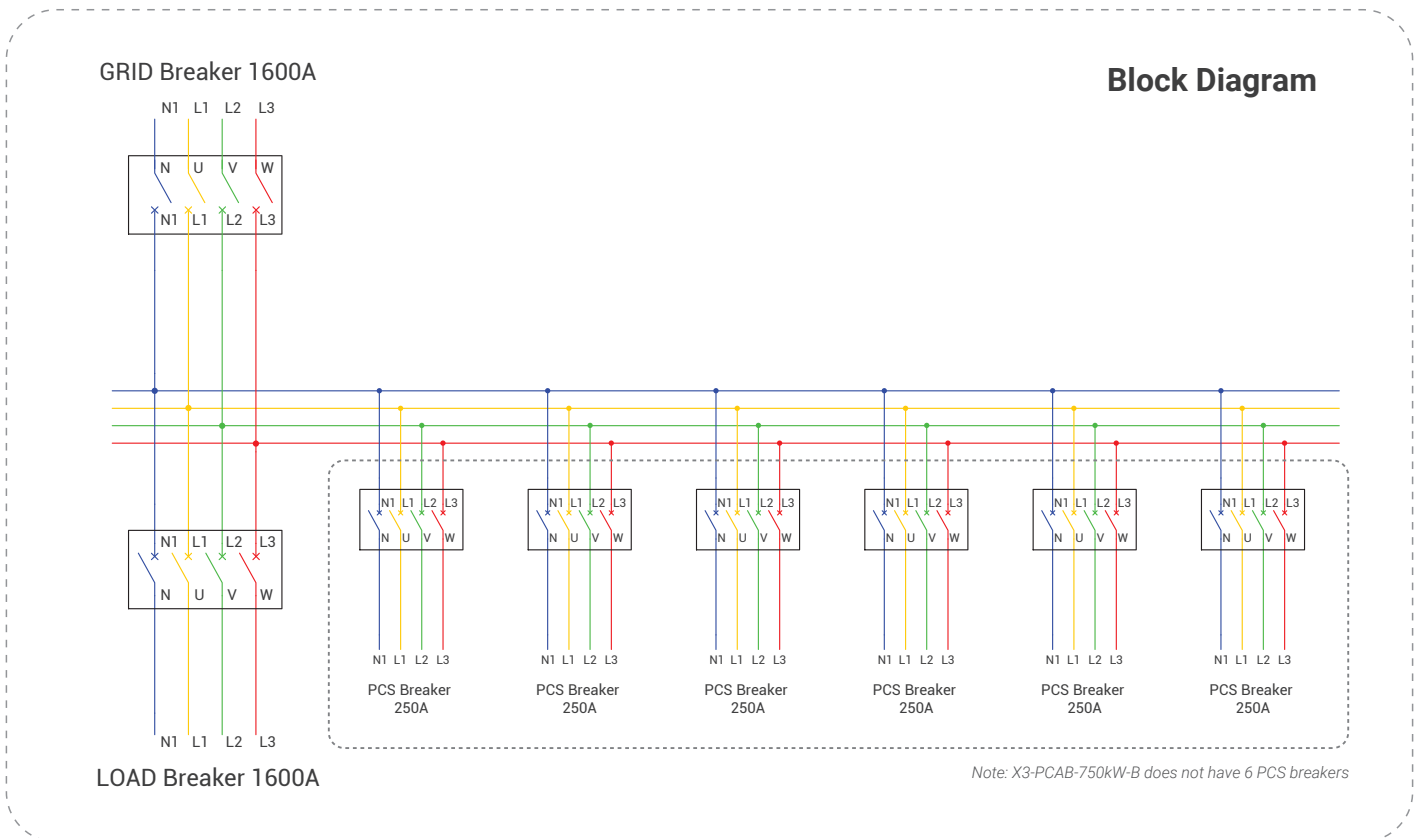 Block Diagram
GRID Breaker 1600A
N1 L1 L2 L3
N U V W
N1 L1 L2 L3
N1 L1 L2 L3 N1 L1 L2 L3 N1 L1 L2 L3 N1 L1 L2 L3 N1 L1 L2 L3 N1 L1 L2 L3
N U V W N U V W N U V W N U V W N U V W N U V W
N1 L1 L2 L3
N U V W
N1 L1 L2 L3 N1 L1 L2 L3 N1 L1 L2 L3 N1 L1 L2 L3 N1 L1 L2 L3 N1 L1 L2 L3
PCS Breaker PCS Breaker PCS Breaker PCS Breaker PCS Breaker PCS Breaker
250A 250A 250A 250A 250A 250A
N1 L1 L2 L3
LOAD Breaker 1600A
Note: X3-PCAB-750kW-B does not have 6 PCS breakers